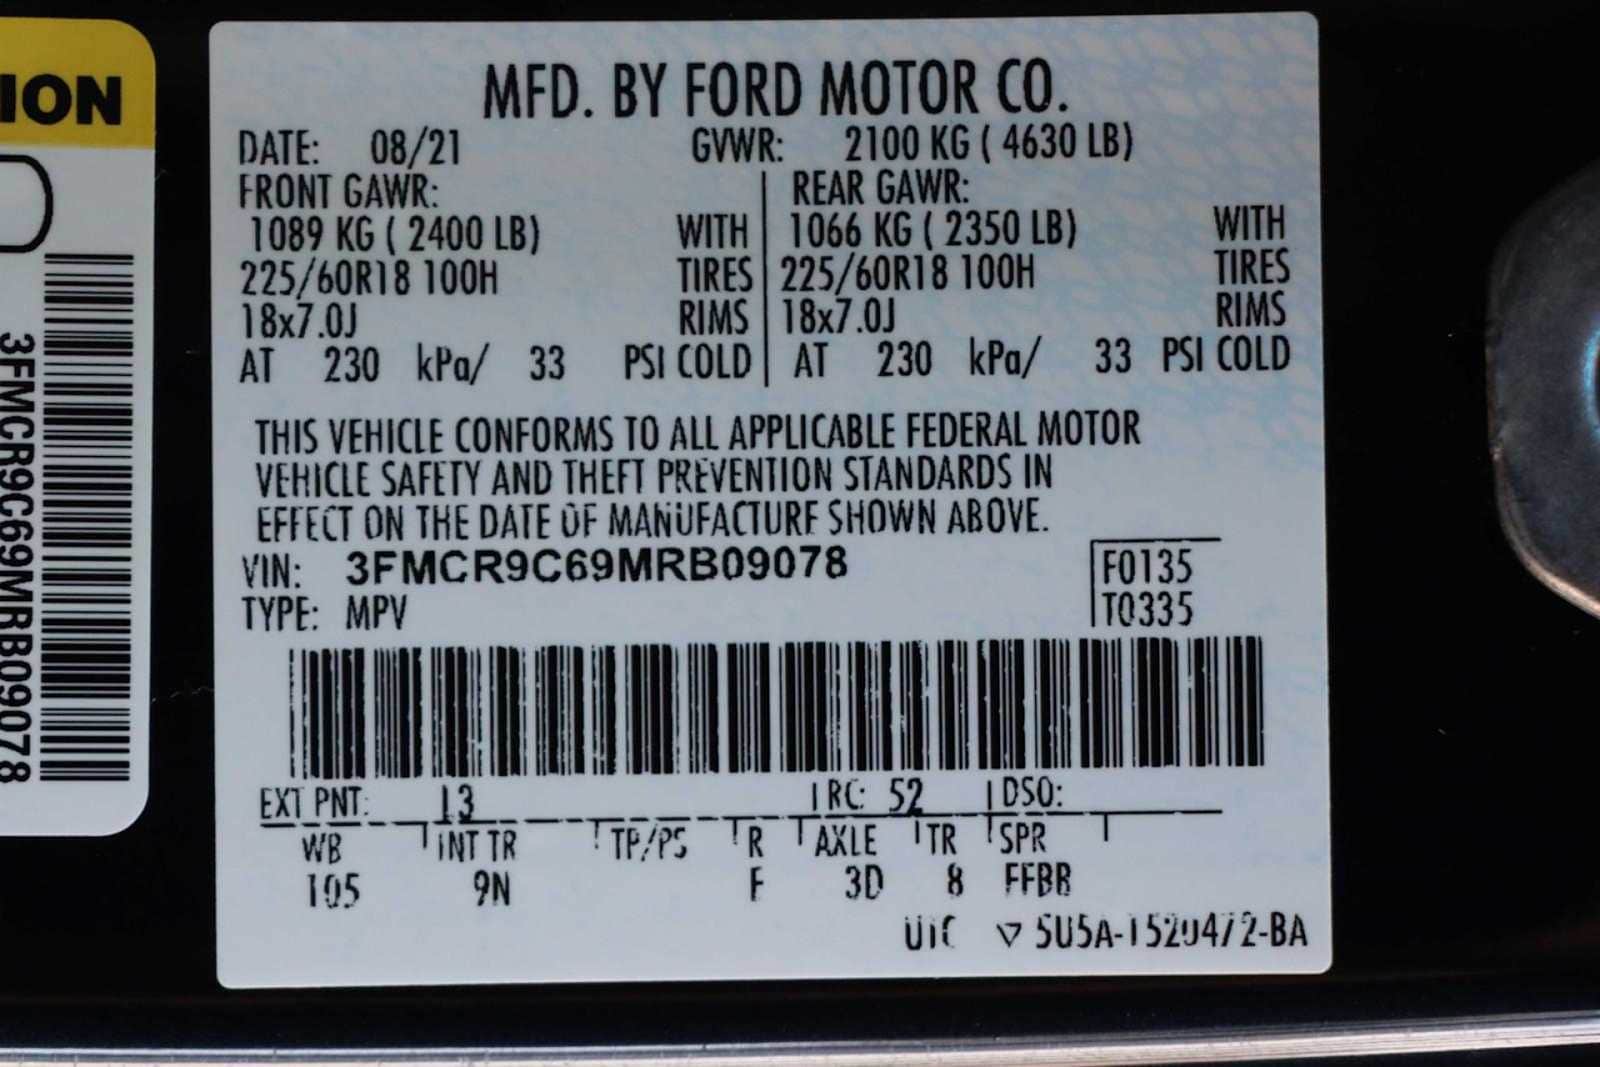 ION
3FMCR9C69MRB09078
MFD. BY FORD MOTOR CO.
DATE: 08/21 GVWR: 2100 KG ( 4630 LB)
FRONT GAWR: REAR GAWR:
1089 KG ( 2400 LB) WITH 1066 KG ( 2350 LB) WITH
225/60R18 100H TIRES 225/60R18 100H TIRES
18x7.0J RIMS 18x7.0J RIMS
AT 230 kPa/ 33 PSI COLD AT 230 kPa/ 33 PSI COLD
THIS VEHICLE CONFORMS TO ALL APPLICABLE FEDERAL MOTOR
VEHICLE SAFETY AND THEFT PREVENTION STANDARDS IN
EFFECT ON THE DATE OF MANUFACTURE SHOWN ABOVE.
VIN: 3FMCR9C69MRB09078 F0135
TYPE: MPV T0335
EXT PNT: RC: 52 DSO:
WB INT TR TP/PS R AXLE TR SPR
105 9N F 3D 8 FFBB
▽ 5U5A-1520472-BA